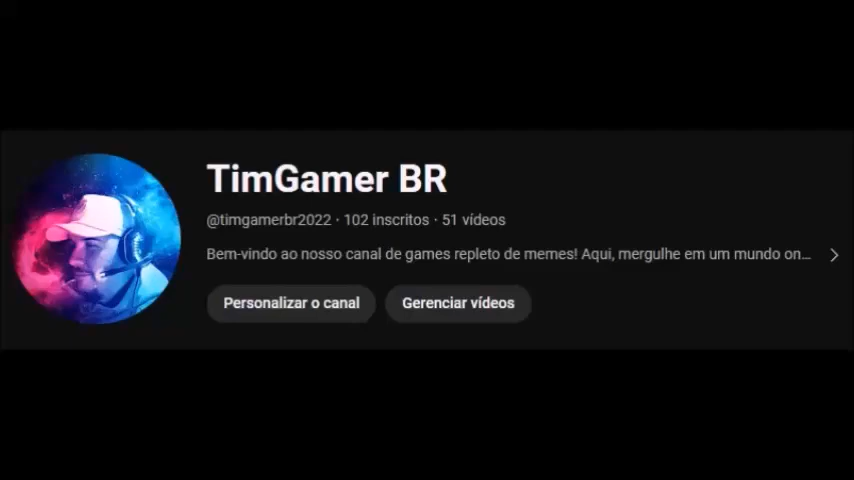 TimGamer BR
@timgamerbr2022 · 102 inscritos · 51 vídeos
Bem-vindo ao nosso canal de games repleto de memes! Aqui, mergulhe em um mundo on...
Personalizar o canal
Gerenciar vídeos